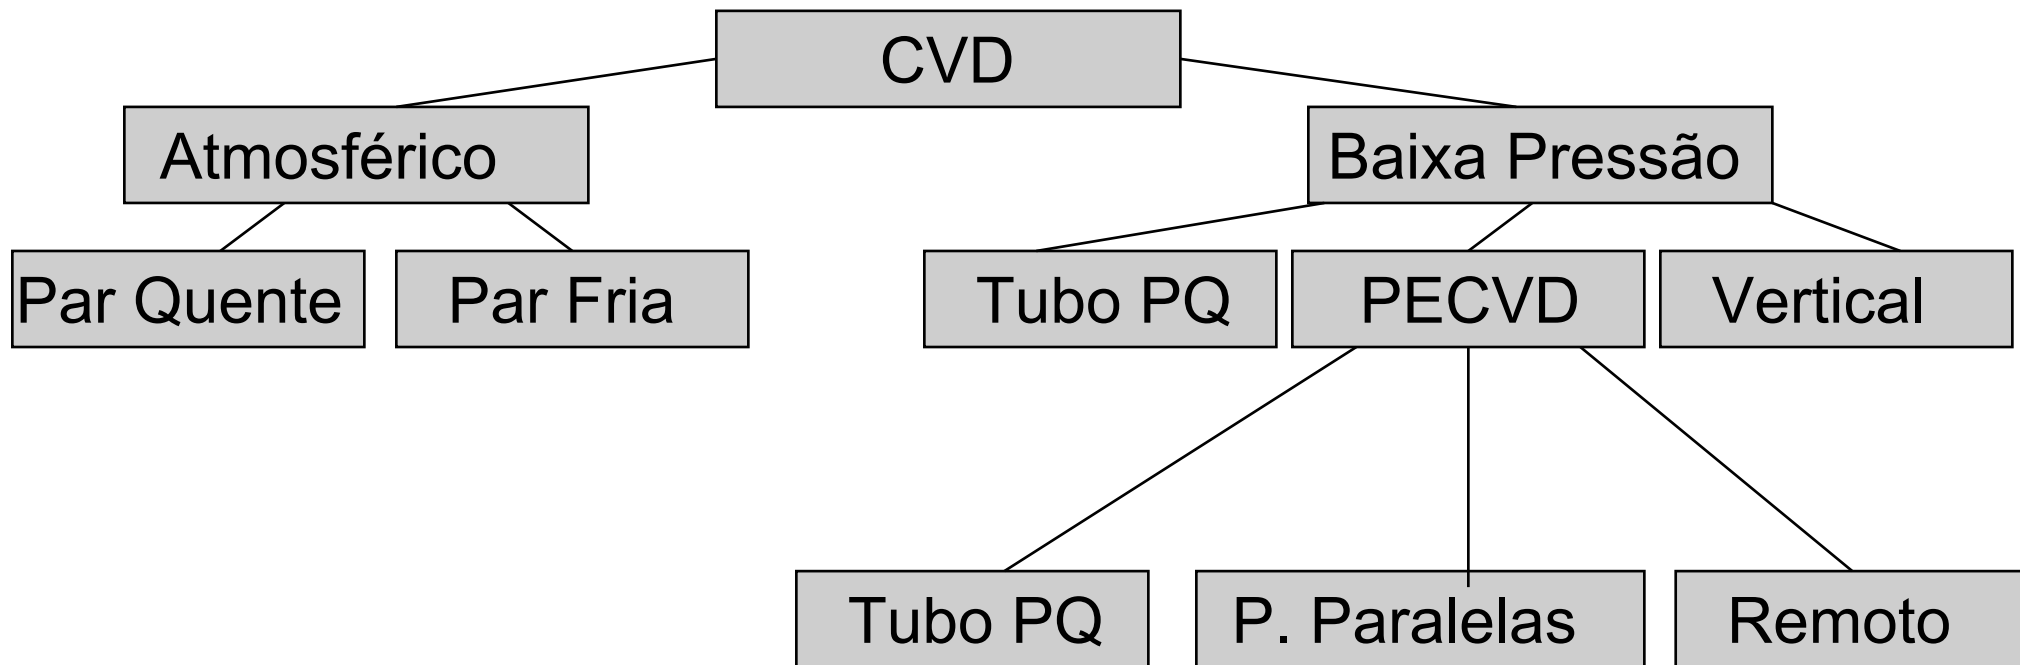 CVD
Atmosférico
Baixa Pressão
Par Quente
Par Fria
Tubo PQ
PECVD
Vertical
Tubo PQ
P. Paralelas
Remoto